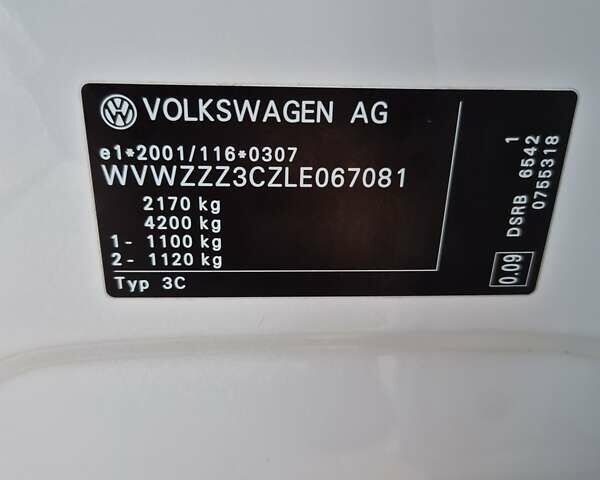 VOLKSWAGEN AG
e1*2001/116*0307
WVWZZZ3CZLE067081
2170 kg
4200 kg
1- 1100 kg
2- 1120 kg
Typ 3C
1
DSRB 6542
0755318
0.09